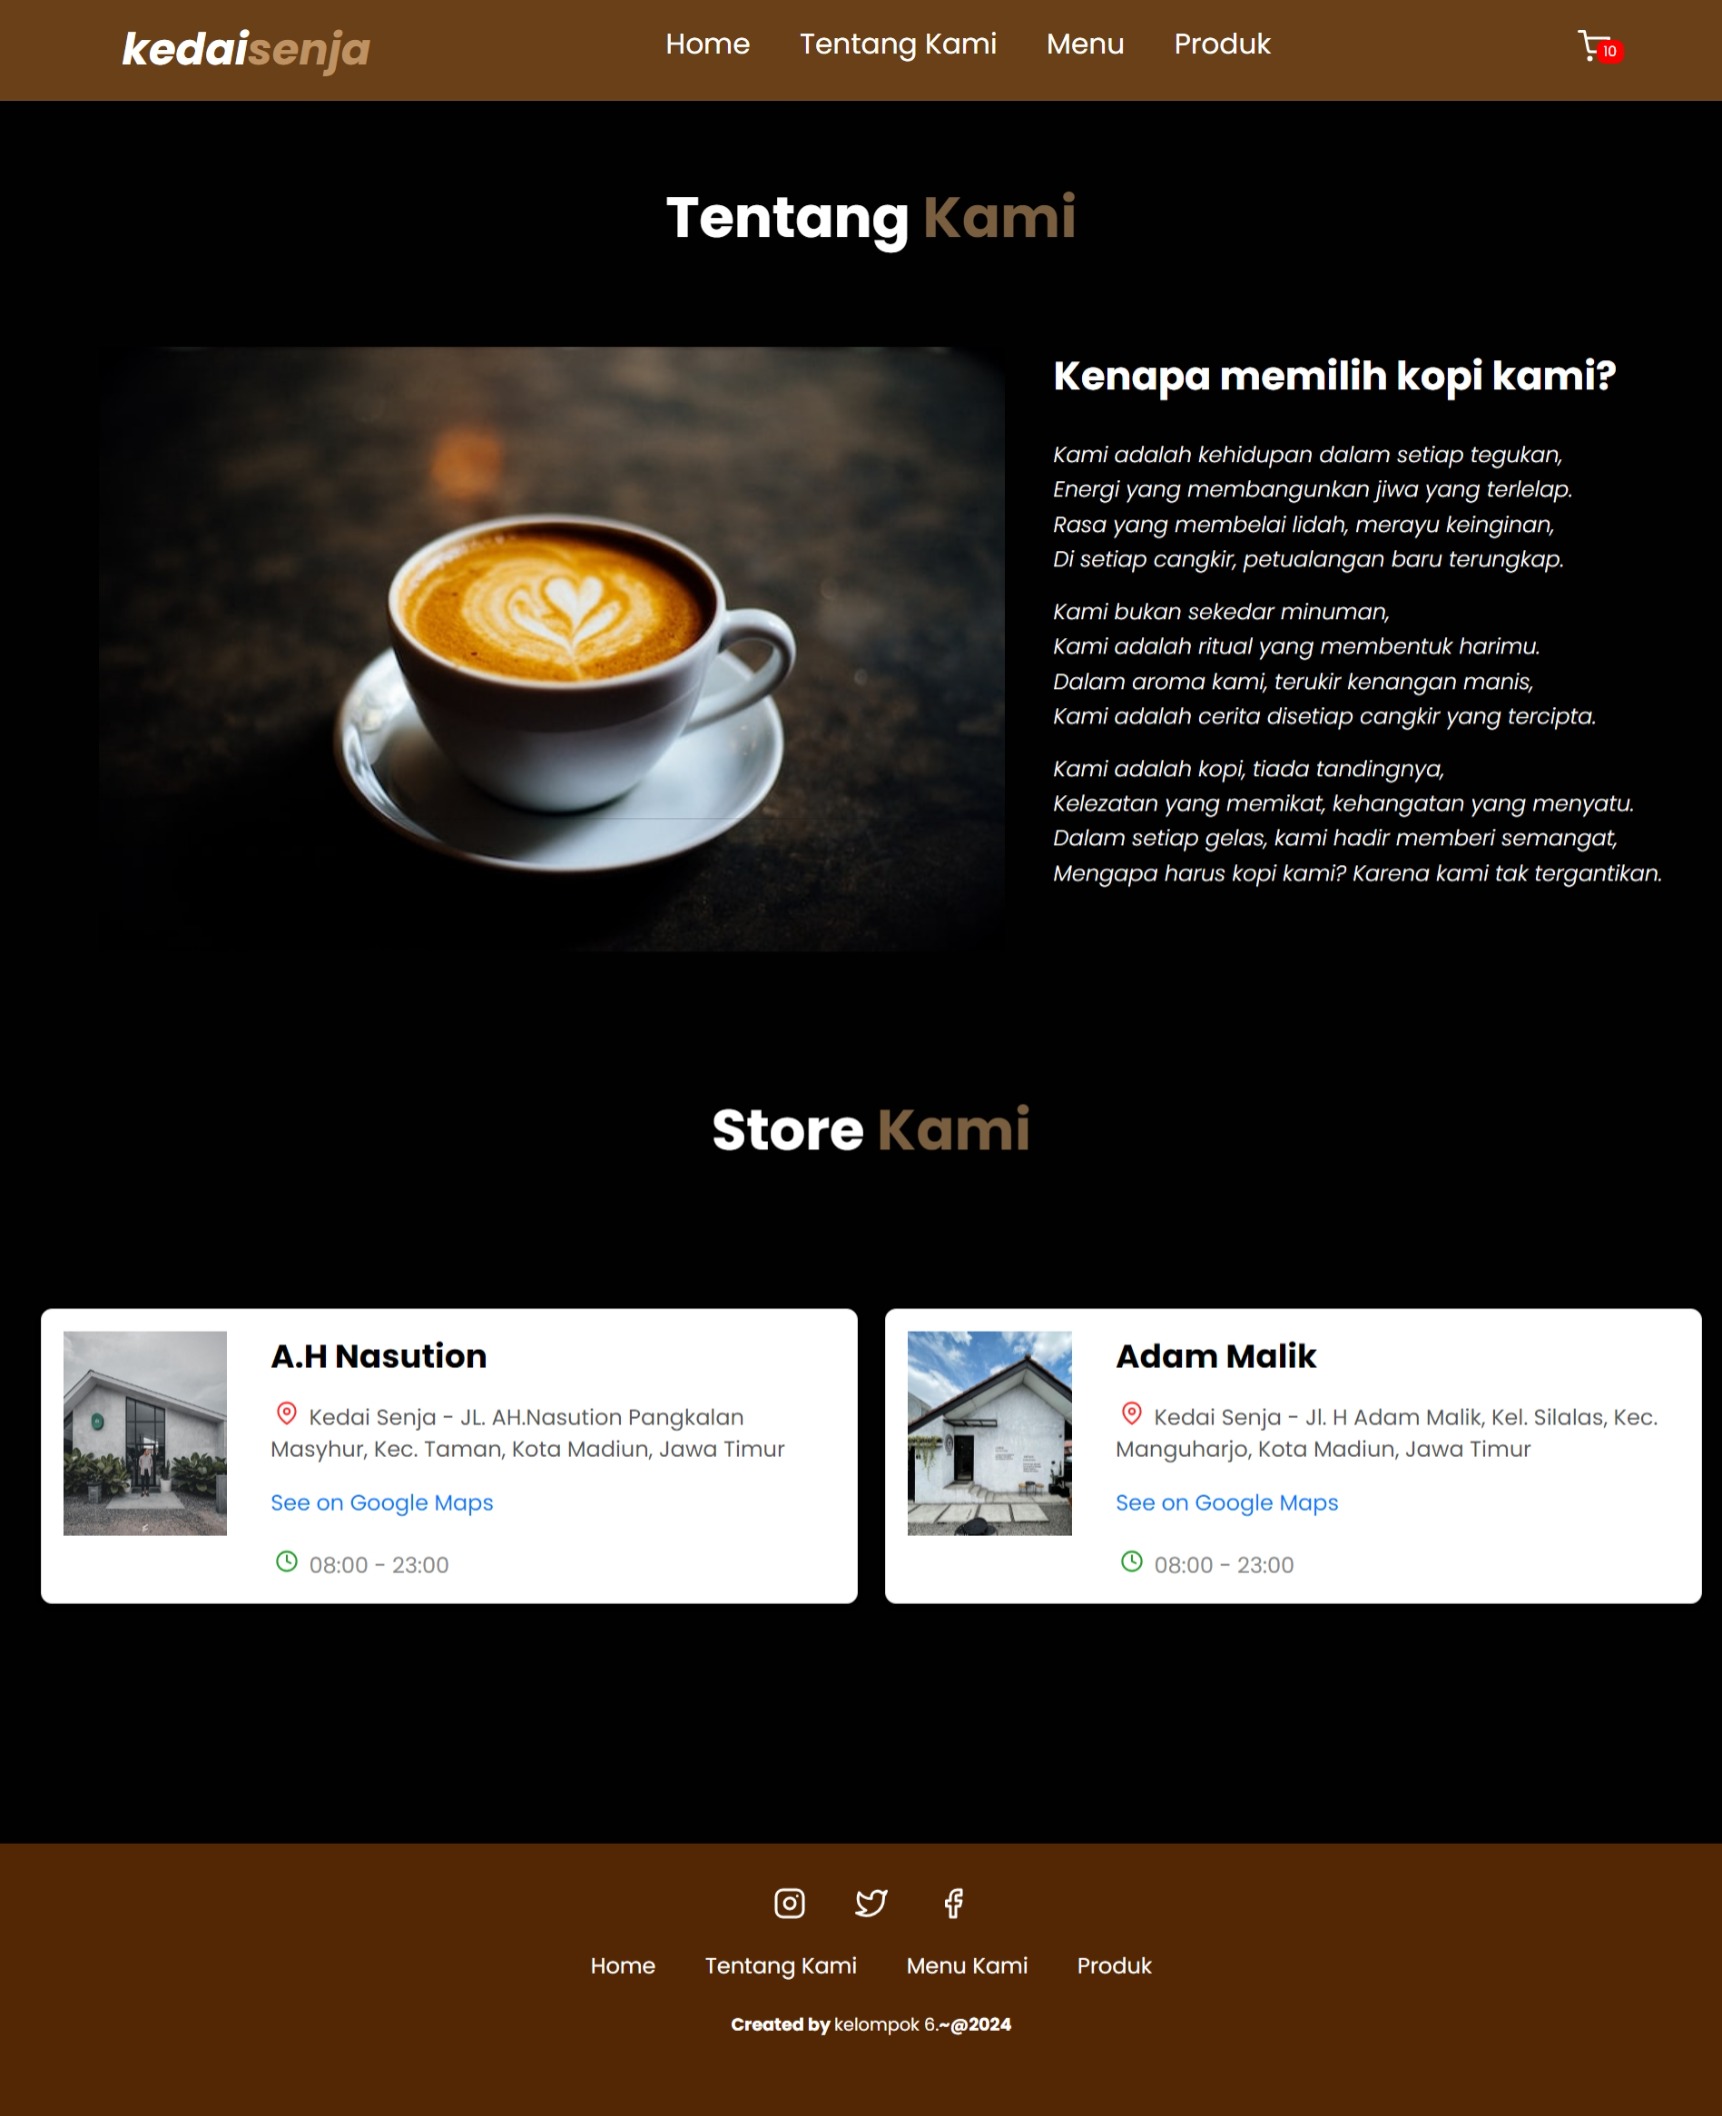 kedaisenja
Home Tentang Kami Menu Produk
10
Tentang Kami
Kenapa memilih kopi kami?
Kami adalah kehidupan dalam setiap tegukan,
Energi yang membangunkan jiwa yang terlelap.
Rasa yang membelai lidah, merayu keinginan,
Di setiap cangkir, petualangan baru terungkap.
Kami bukan sekedar minuman,
Kami adalah ritual yang membentuk harimu.
Dalam aroma kami, terukir kenangan manis,
Kami adalah cerita disetiap cangkir yang tercipta.
Kami adalah kopi, tiada tandingnya,
Kelezatan yang memikat, kehangatan yang menyatu.
Dalam setiap gelas, kami hadir memberi semangat,
Mengapa harus kopi kami? Karena kami tak tergantikan.
Store Kami
A.H Nasution
Kedai Senja - JL. AH.Nasution Pangkalan
Masyhur, Kec. Taman, Kota Madiun, Jawa Timur
See on Google Maps
08:00 - 23:00
Adam Malik
Kedai Senja - Jl. H Adam Malik, Kel. Silalas, Kec.
Manguharjo, Kota Madiun, Jawa Timur
See on Google Maps
08:00 - 23:00
Home Tentang Kami Menu Kami Produk
Created by kelompok 6.~@2024